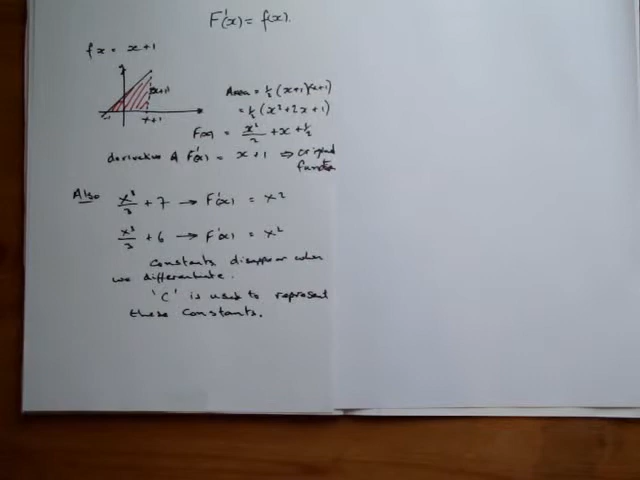 F'(x) = f(x).
fx = x+1
x+1
-1
x+1
Area = ½ (x+1)(x+1)
= ½ (x² + 2x + 1)
F(x) = x²/2 + x + ½
derivative A F'(x) = x + 1 ⇒ original
function
Also x³/3 + 7 → F'(x) = x²
x³/3 + 6 → F'(x) = x²
Constants disappear when
we differentiate.
'C' is used to represent
these constants.